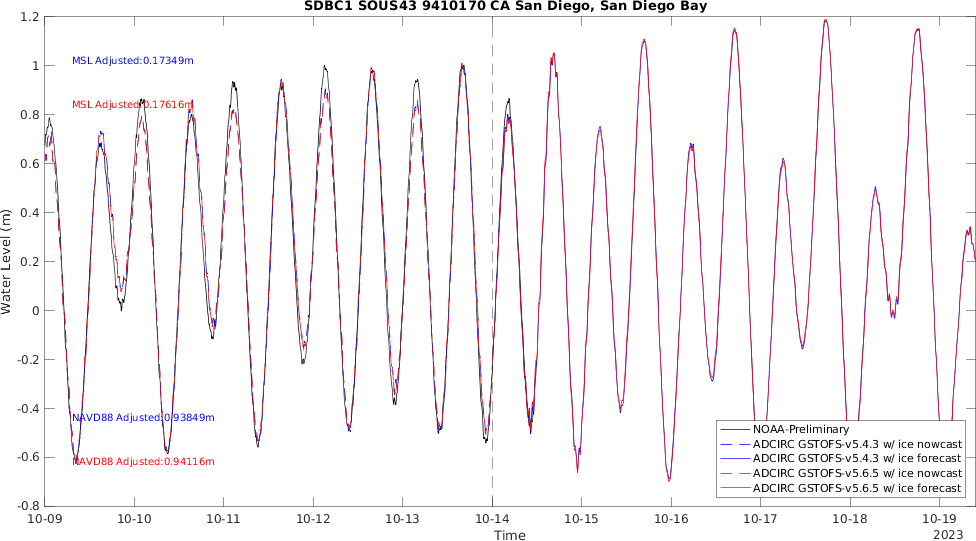 SDBC1 SOUS43 9410170 CA San Diego, San Diego Bay
1.2
1
0.8
0.6
0.4
0.2
0
-0.2
-0.4
-0.6
-0.8
Water Level (m)
MSL Adjusted:0.17349m
MSL Adjusted:0.17616m
NAVD88 Adjusted:0.93849m
NAVD88 Adjusted:0.94116m
NOAA-Preliminary
ADCIRC GSTOFS-v5.4.3 w/ ice nowcast
ADCIRC GSTOFS-v5.4.3 w/ ice forecast
ADCIRC GSTOFS-v5.6.5 w/ ice nowcast
ADCIRC GSTOFS-v5.6.5 w/ ice forecast
10-09 10-10 10-11 10-12 10-13 10-14 10-15 10-16 10-17 10-18 10-19
Time
2023